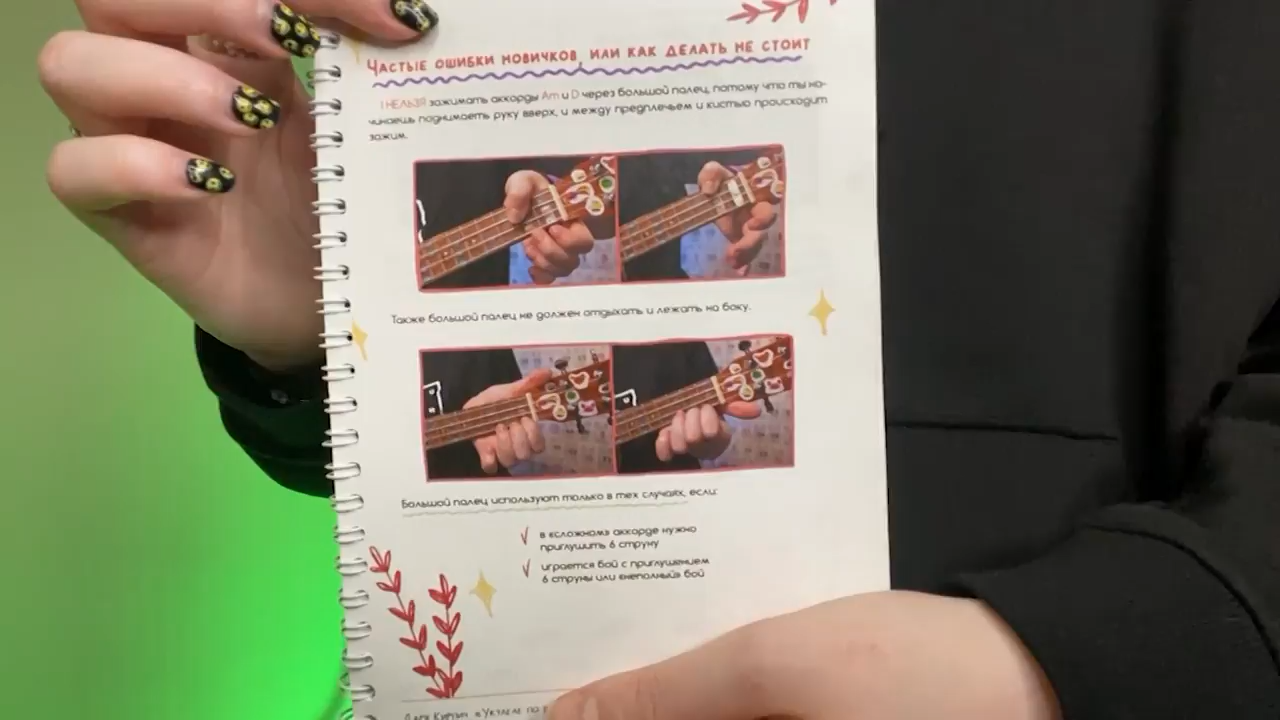 Частые ошибки новичков, или как делать не стоит
! НЕЛЬЗЯ зажимать аккорды Am и D через большой палец, потому что ты на-
чинаешь поднимать руку вверх, и между предплечьем и кистью происходит
зажим.
Также большой палец не должен отдыхать и лежать на боку.
Большой палец используют только в тех случаях, если:
√ в «сложном» аккорде нужно
приглушить 6 струну
√ играется бой с приглушением
6 струны или «неполный» бой
«Укулеле по